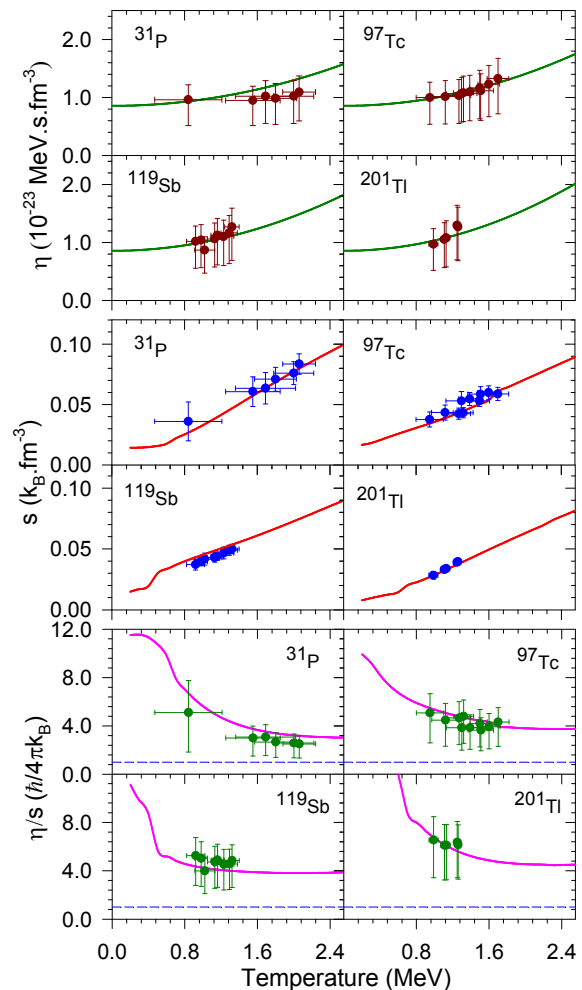 31P
97Tc
2.0
1.0
0.0
119Sb
201Tl
2.0
1.0
0.0
η (10-23 MeV.s.fm-3)
31P
97Tc
0.10
0.05
0.00
119Sb
201Tl
0.10
0.05
0.00
s (kB.fm-3)
12.0
31P
97Tc
8.0
4.0
0.0
119Sb
201Tl
8.0
4.0
0.0
η/s (ℏ/4πkB)
0.0 0.8 1.6 2.4 0.8 1.6 2.4
Temperature (MeV)